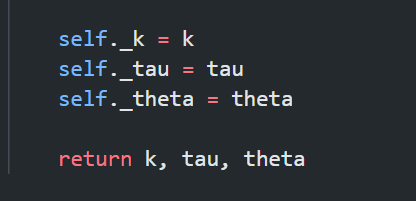 self._k = k
self._tau = tau
self._theta = theta
return k, tau, theta